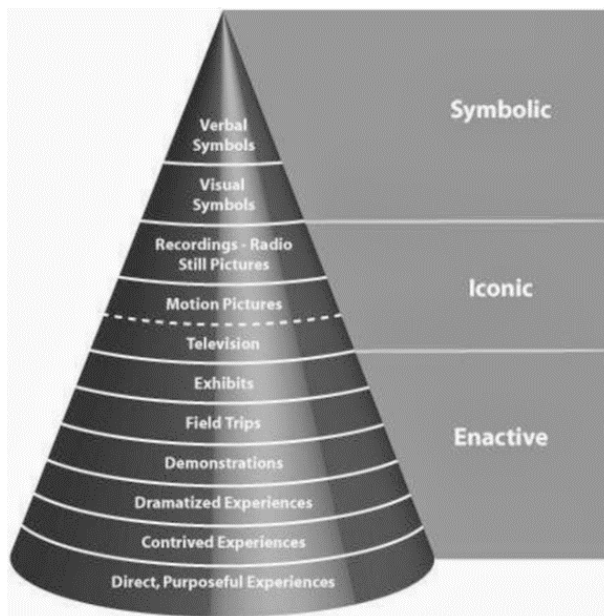 Verbal
Symbols
Visual
Symbols
Recordings - Radio
Still Pictures
Motion Pictures
Television
Exhibits
Field Trips
Demonstrations
Dramatized Experiences
Contrived Experiences
Direct, Purposeful Experiences
Symbolic
Iconic
Enactive